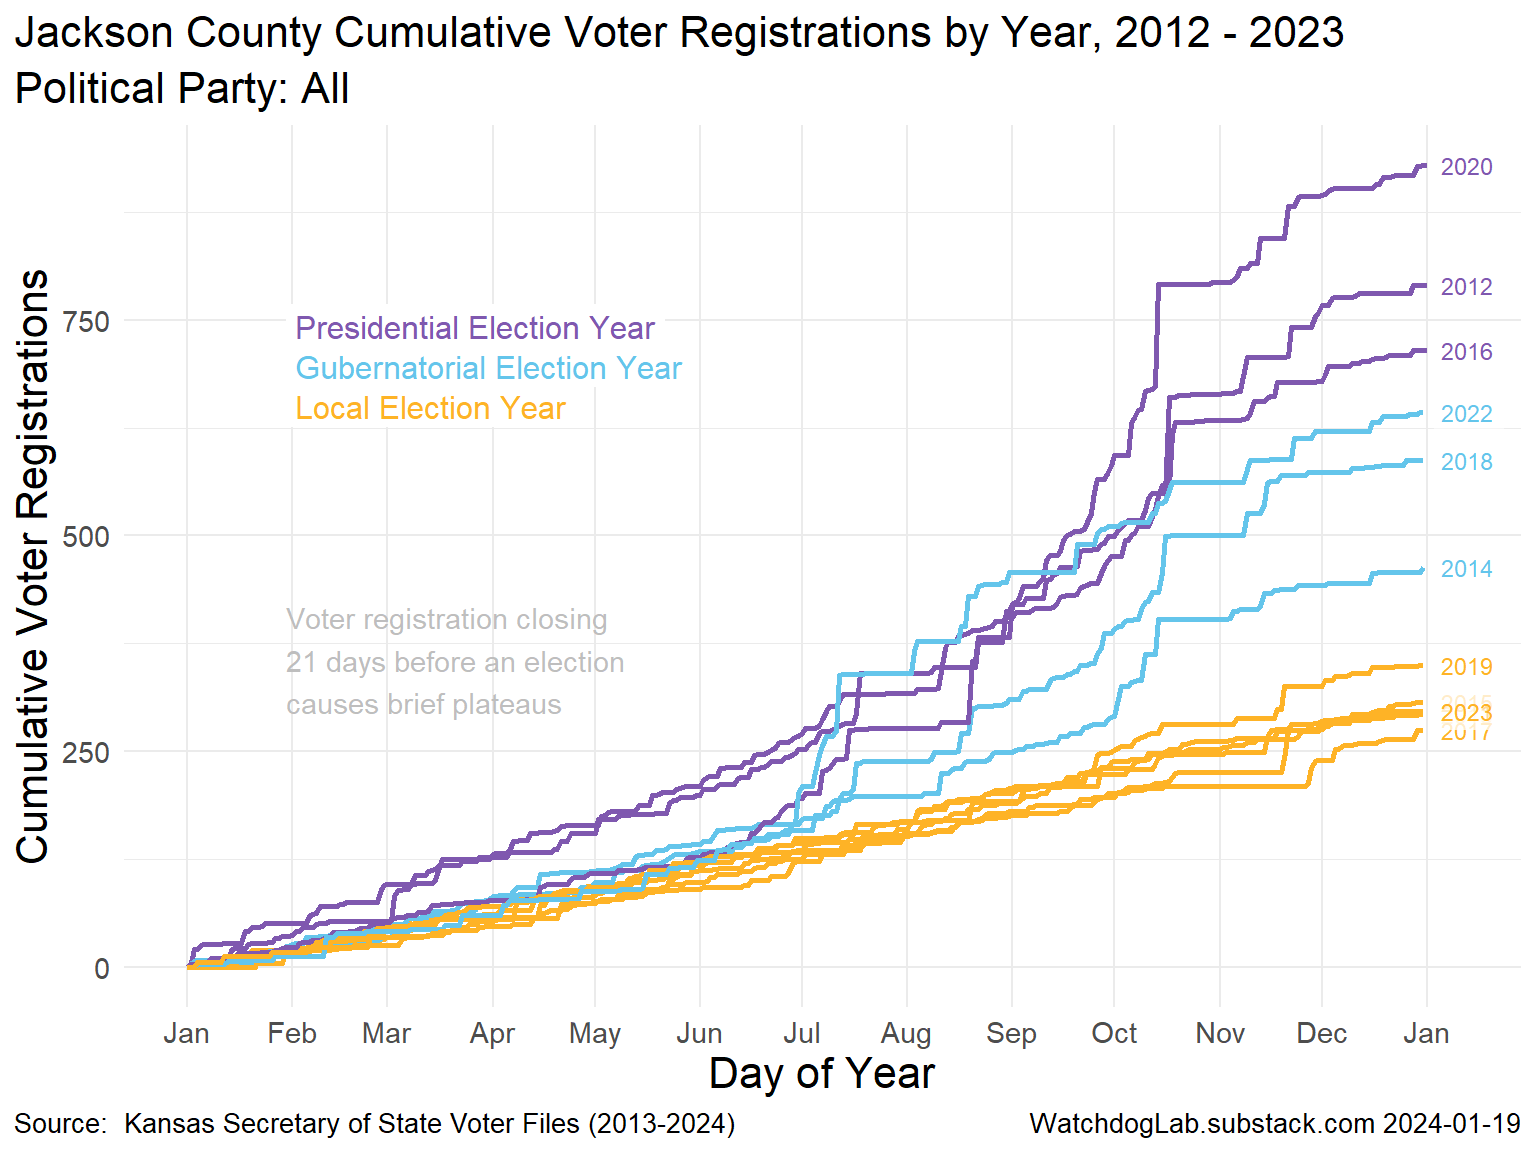 Jackson County Cumulative Voter Registrations by Year, 2012 - 2023
Political Party: All
Cumulative Voter Registrations
750
500
250
0
Presidential Election Year
Gubernatorial Election Year
Local Election Year
Voter registration closing
21 days before an election
causes brief plateaus
2020
2012
2016
2022
2018
2014
2019
2015
2023
2017
Jan Feb Mar Apr May Jun Jul Aug Sep Oct Nov Dec Jan
Day of Year
Source:  Kansas Secretary of State Voter Files (2013-2024)
WatchdogLab.substack.com 2024-01-19